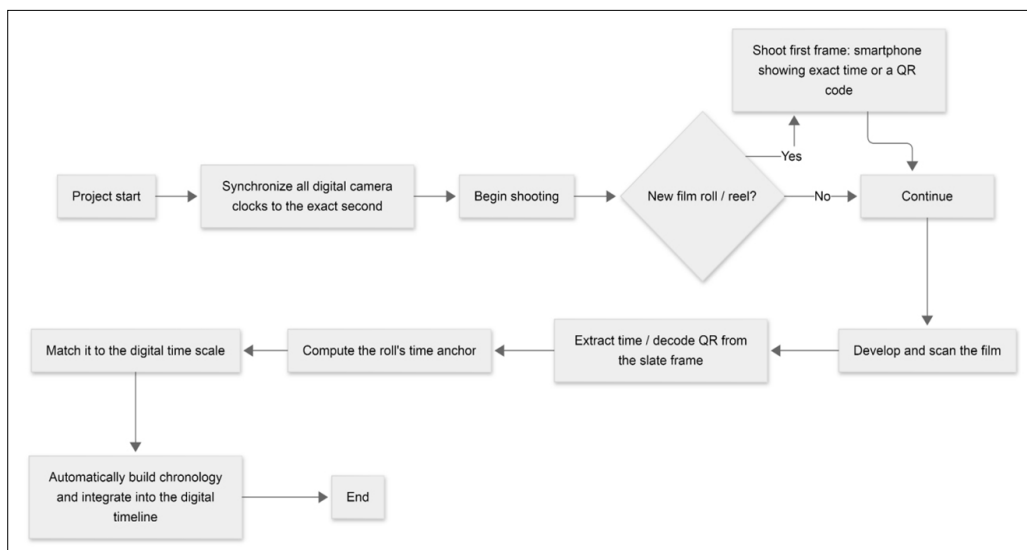 Shoot first frame: smartphone
showing exact time or a QR
code
Yes
Project start
Synchronize all digital camera
clocks to the exact second
Begin shooting
New film roll / reel?
No
Continue
Develop and scan the film
Extract time / decode QR from
the slate frame
Compute the roll's time anchor
Match it to the digital time scale
Automatically build chronology
and integrate into the digital
timeline
End